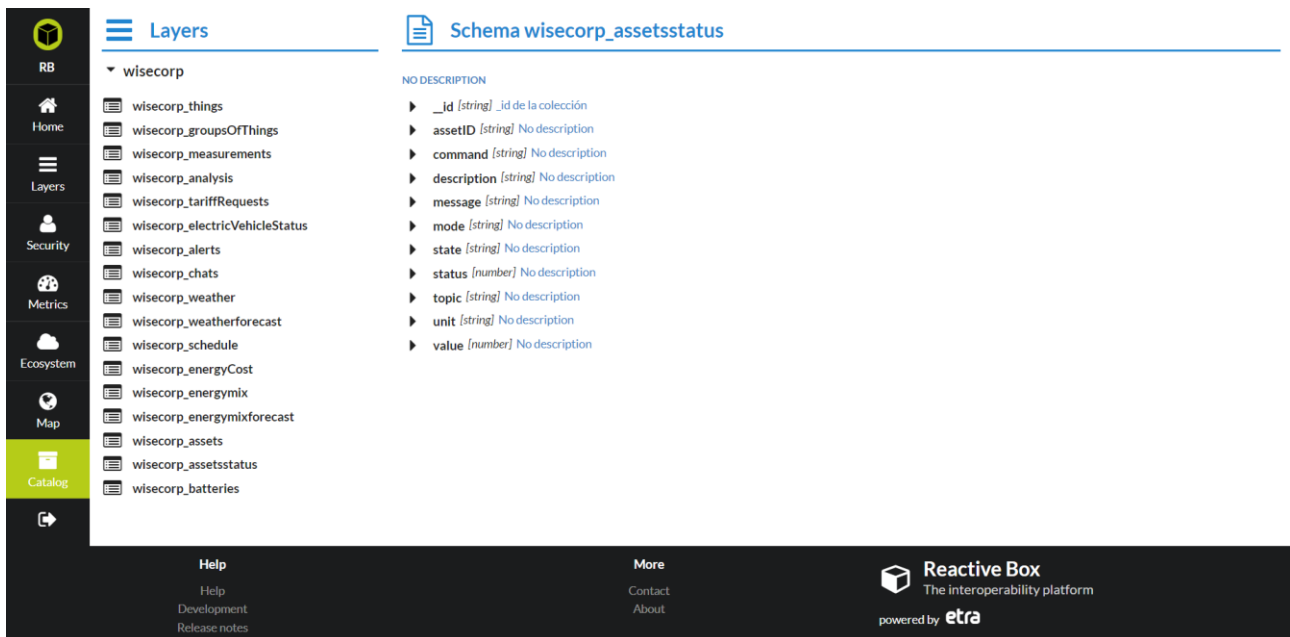 RB
Home
Layers
Security
Metrics
Ecosystem
Map
Catalog
Layers
wisecorp
wisecorp_things
wisecorp_groupsOfThings
wisecorp_measurements
wisecorp_analysis
wisecorp_tariffRequests
wisecorp_electricVehicleStatus
wisecorp_alerts
wisecorp_chats
wisecorp_weather
wisecorp_weatherforecast
wisecorp_schedule
wisecorp_energyCost
wisecorp_energymix
wisecorp_energymixforecast
wisecorp_assets
wisecorp_assetsstatus
wisecorp_batteries
Schema wisecorp_assetsstatus
NO DESCRIPTION
__id [string] _id de la colección
assetID [string] No description
command [string] No description
description [string] No description
message [string] No description
mode [string] No description
state [string] No description
status [number] No description
topic [string] No description
unit [string] No description
value [number] No description
Help
Help
Development
Release notes
More
Contact
About
Reactive Box
The interoperability platform
powered by etra